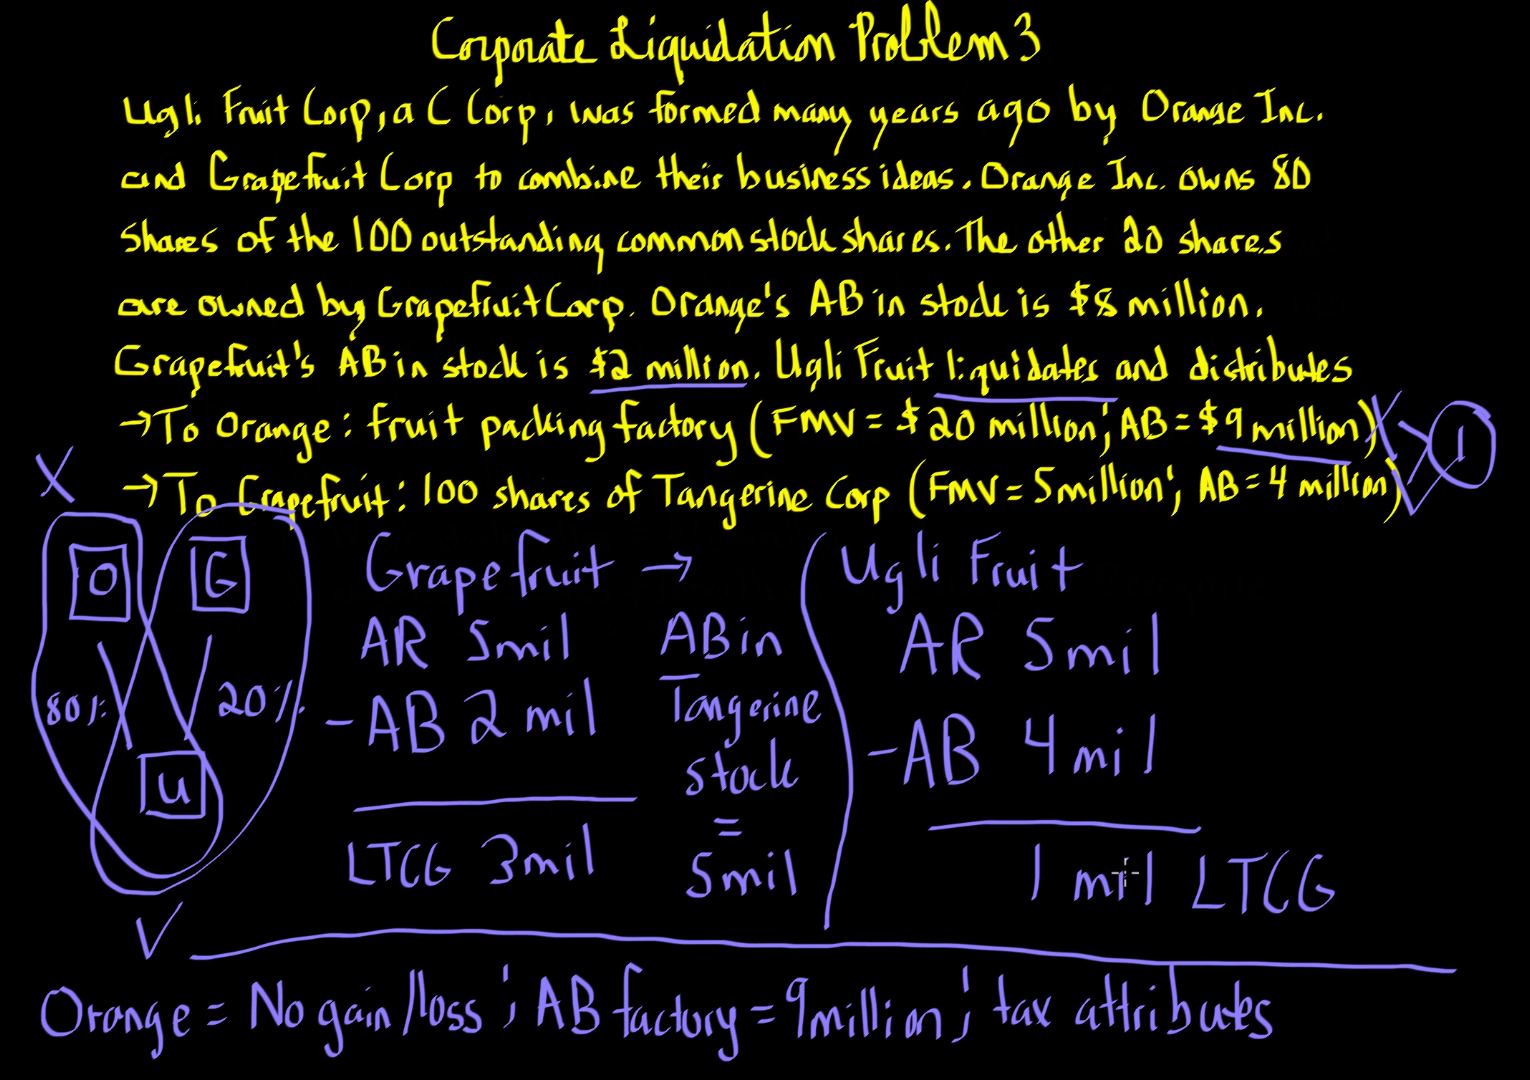 Corporate Liquidation Problem 3
Ugli Fruit Corp, a C Corp, was formed many years ago by Orange Inc.
and Grapefruit Corp to combine their business ideas. Orange Inc. owns 80
shares of the 100 outstanding common stock shares. The other 20 shares
are owned by Grapefruit Corp. Orange's AB in stock is $8 million.
Grapefruit's AB in stock is $2 million. Ugli Fruit liquidates and distributes
→To Orange: fruit packing factory (FMV = $20 million; AB = $9 million)
1
→To Grapefruit: 100 shares of Tangerine Corp (FMV = 5million; AB = 4 million)
X
O
G
80%
20%
U
✓
Grapefruit →
AR 5mil
- AB 2 mil
LTCG 3mil
AB in
Tangerine
stock
=
5mil
Ugli Fruit
AR 5mil
- AB 4mil
1 mil LTCG
Orange = No gain/loss; AB factory = 9million; tax attributes